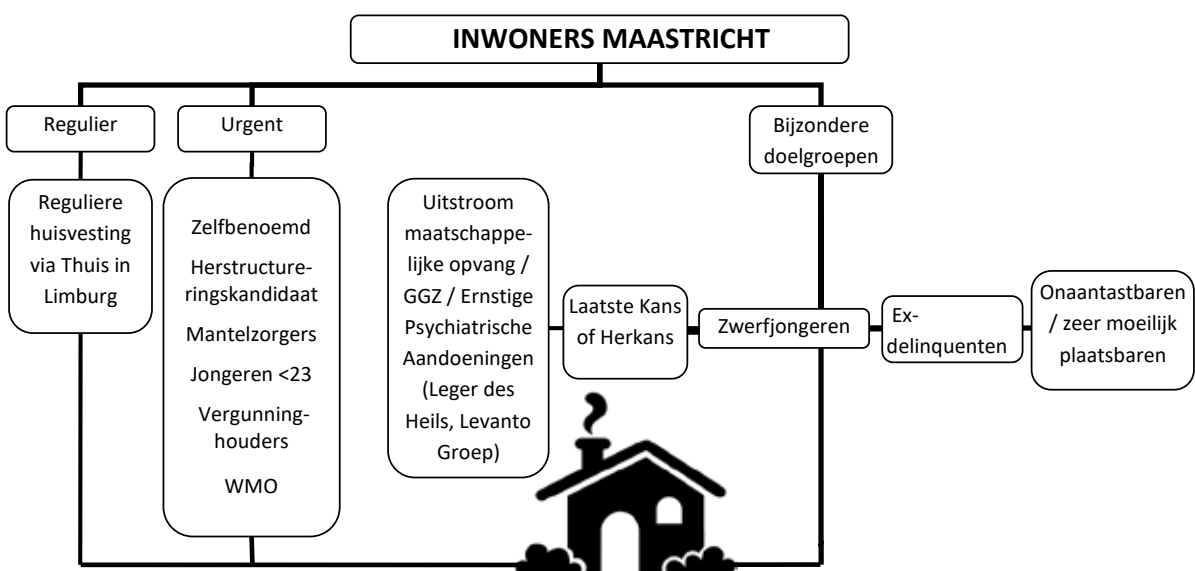 INWONERS MAASTRICHT
Regulier
Urgent
Bijzondere
doelgroepen
Reguliere
huisvesting
via Thuis in
Limburg
Zelfbenoemd
Herstructure-
ringskandidaat
Mantelzorgers
Jongeren <23
Vergunning-
houders
WMO
Uitstroom
maatschappe-
lijke opvang /
GGZ / Ernstige
Psychiatrische
Aandoeningen
(Leger des
Heils, Levanto
Groep)
Laatste Kans
of Herkans
Zwerfjongeren
Ex-
delinquenten
Onaantastbaren
/ zeer moeilijk
plaatsbaren